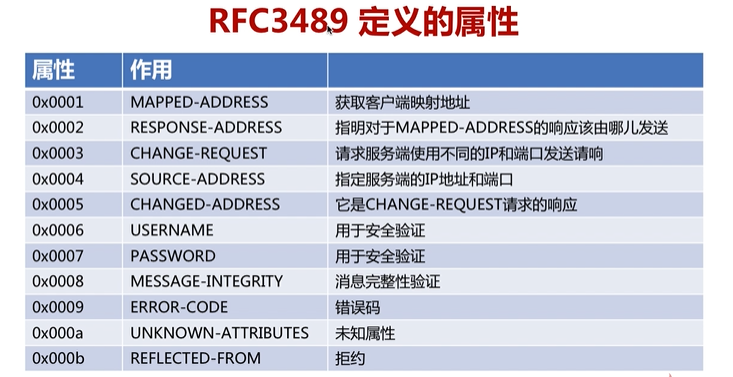 RFC3489 定义的属性
属性 作用
0x0001 MAPPED-ADDRESS 获取客户端映射地址
0x0002 RESPONSE-ADDRESS 指明对于MAPPED-ADDRESS的响应该由哪儿发送
0x0003 CHANGE-REQUEST 请求服务端使用不同的IP和端口发送请响
0x0004 SOURCE-ADDRESS 指定服务端的IP地址和端口
0x0005 CHANGED-ADDRESS 它是CHANGE-REQUEST请求的响应
0x0006 USERNAME 用于安全验证
0x0007 PASSWORD 用于安全验证
0x0008 MESSAGE-INTEGRITY 消息完整性验证
0x0009 ERROR-CODE 错误码
0x000a UNKNOWN-ATTRIBUTES 未知属性
0x000b REFLECTED-FROM 拒约